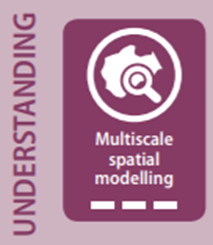 UNDERSTANDING
Multiscale
spatial
modelling